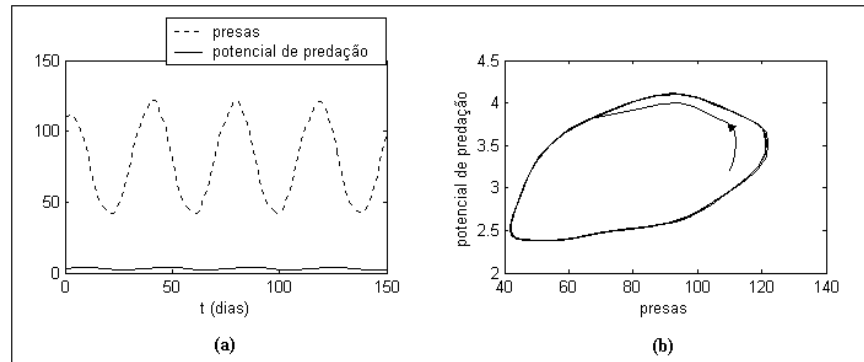 presas
potencial de predação
150
100
50
0
0 50 100 150
t (dias)
(a)
4.5
4
3.5
3
2.5
2
potencial de predação
40 60 80 100 120 140
presas
(b)